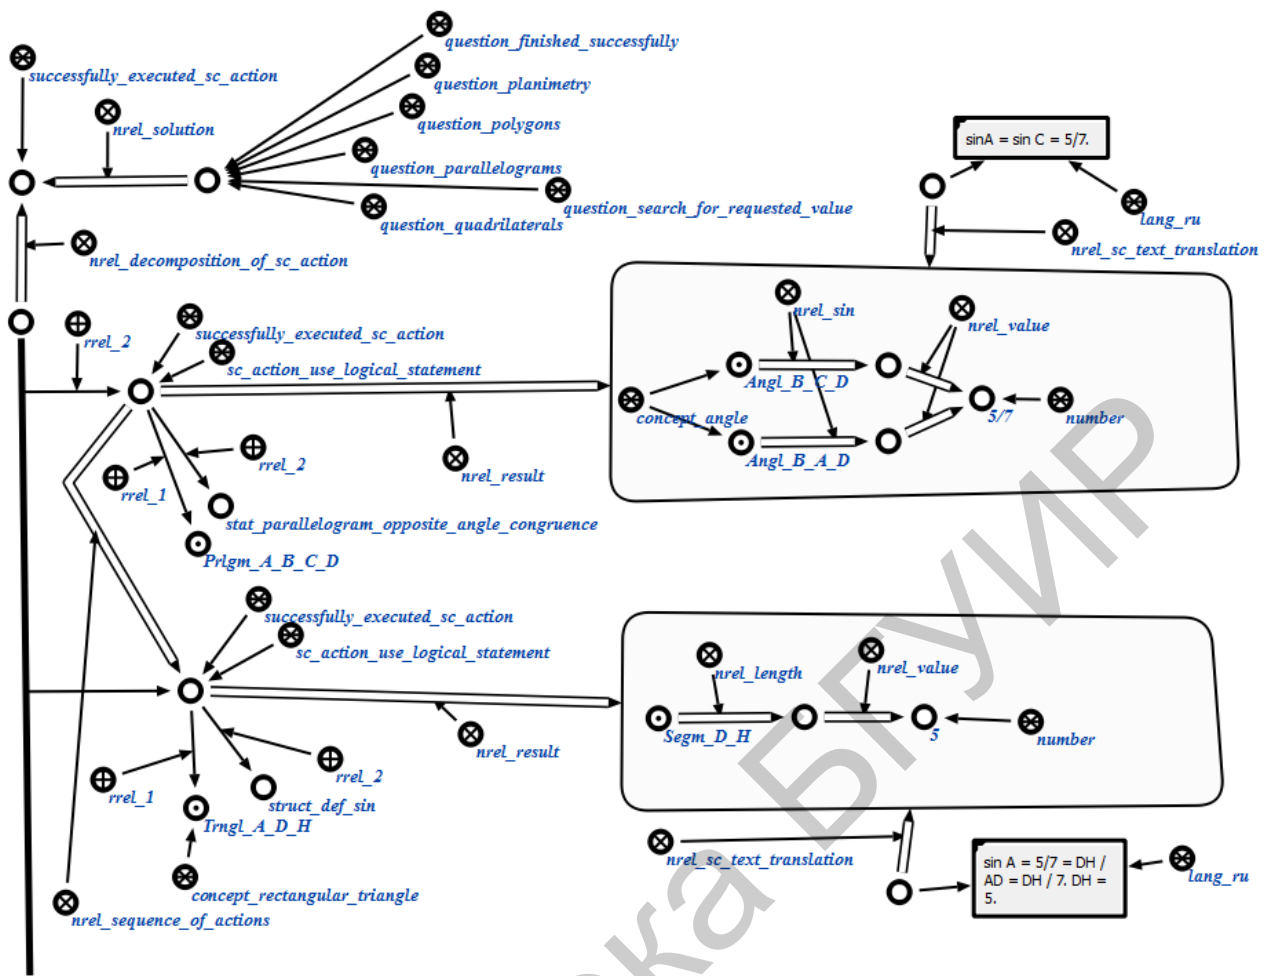 question_finished_successfully
successfully_executed_sc_action
question_planimetry
nrel_solution
question_polygons
sinA = sin C = 5/7.
question_parallelograms
question_search_for_requested_value
lang_ru
question_quadrilaterals
nrel_sc_text_translation
nrel_decomposition_of_sc_action
nrel_sin
nrel_value
rrel_2
successfully_executed_sc_action
sc_action_use_logical_statement
Angl_B_C_D
concept_angle
5/7
number
Angl_B_A_D
rrel_2
nrel_result
rrel_1
stat_parallelogram_opposite_angle_congruence
Prlgm_A_B_C_D
successfully_executed_sc_action
sc_action_use_logical_statement
nrel_length
nrel_value
Segm_D_H
5
number
nrel_result
rrel_2
rrel_1
struct_def_sin
Trngl_A_D_H
nrel_sc_text_translation
sin A = 5/7 = DH /
AD = DH / 7. DH =
5.
lang_ru
concept_rectangular_triangle
nrel_sequence_of_actions
ка БГУИР